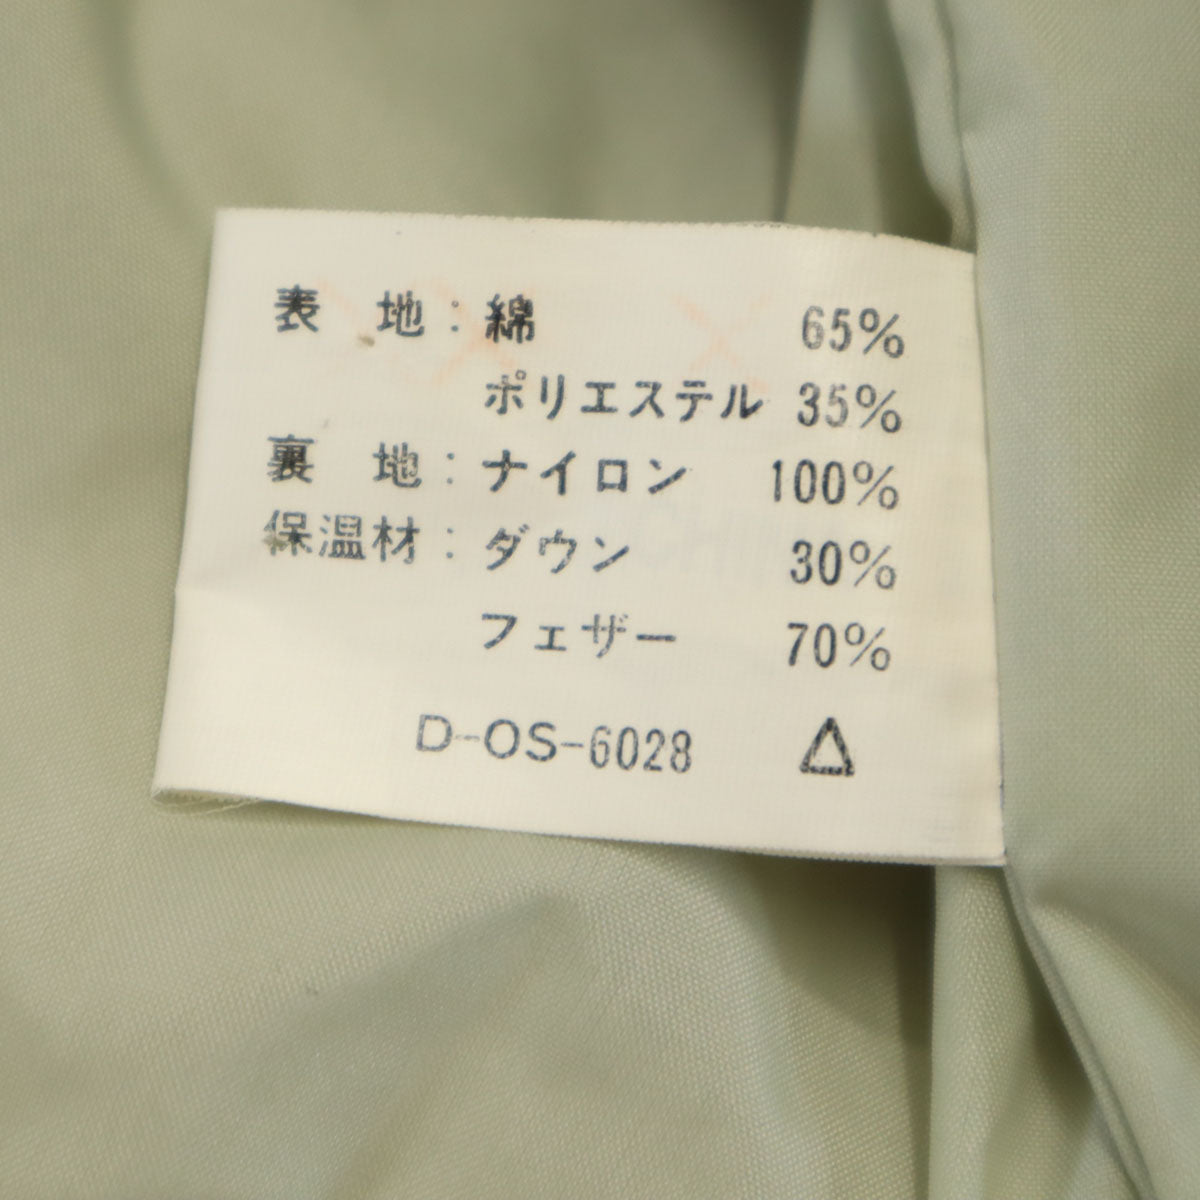 表地：綿 65%
ポリエステル 35%
裏地：ナイロン 100%
保温材：ダウン 30%
フェザー 70%
D-OS-6028 △